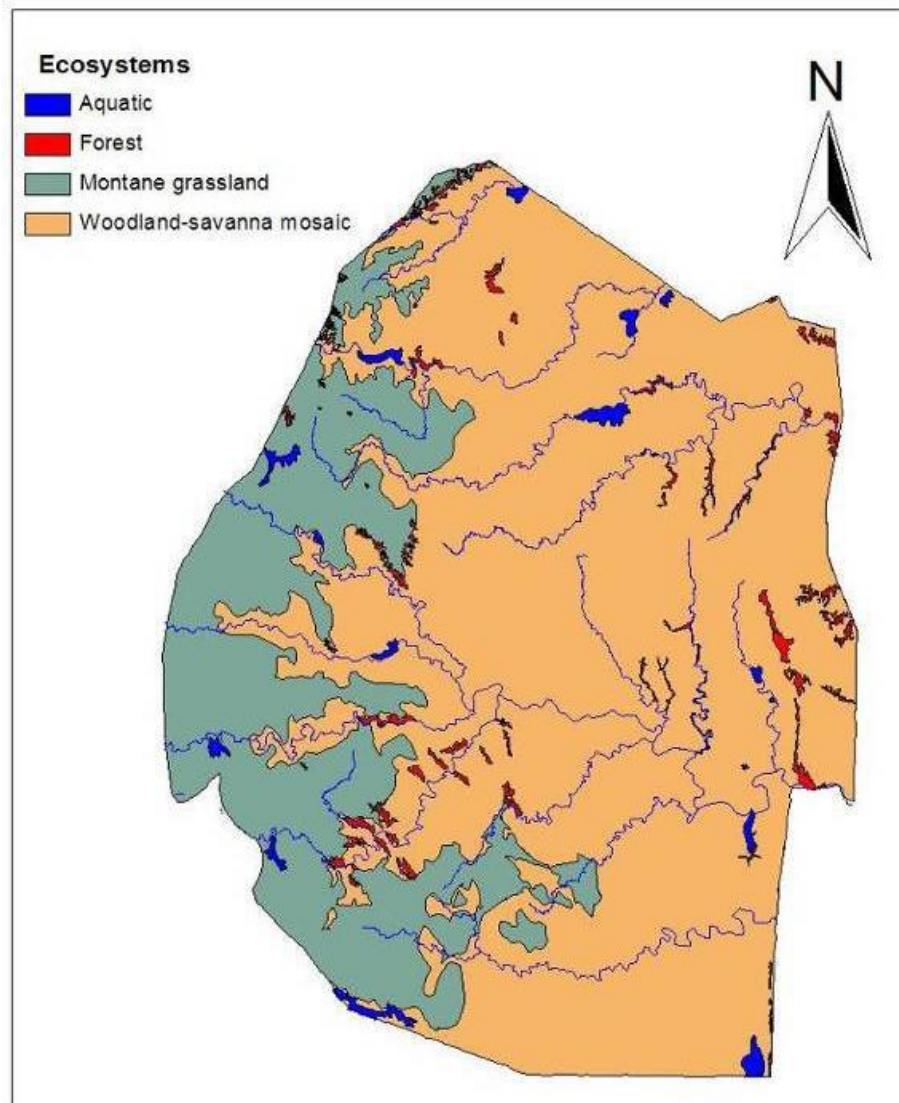 Ecosystems
Aquatic
Forest
Montane grassland
Woodland-savanna mosaic
N